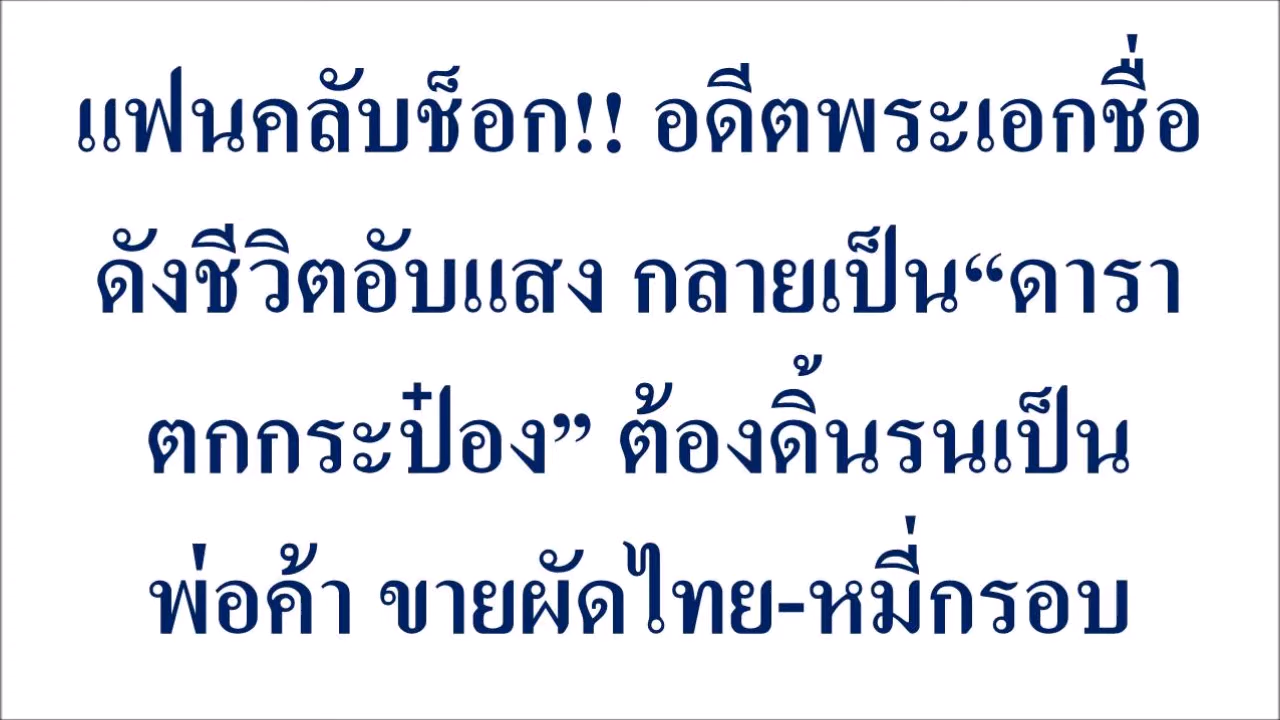 แฟนคลับช็อก!! อดีตพระเอกชื่อ
ดังชีวิตอับแสง กลายเป็น“ดารา
ตกกระป๋อง” ต้องดิ้นรนเป็น
พ่อค้า ขายผัดไทย-หมี่กรอบ